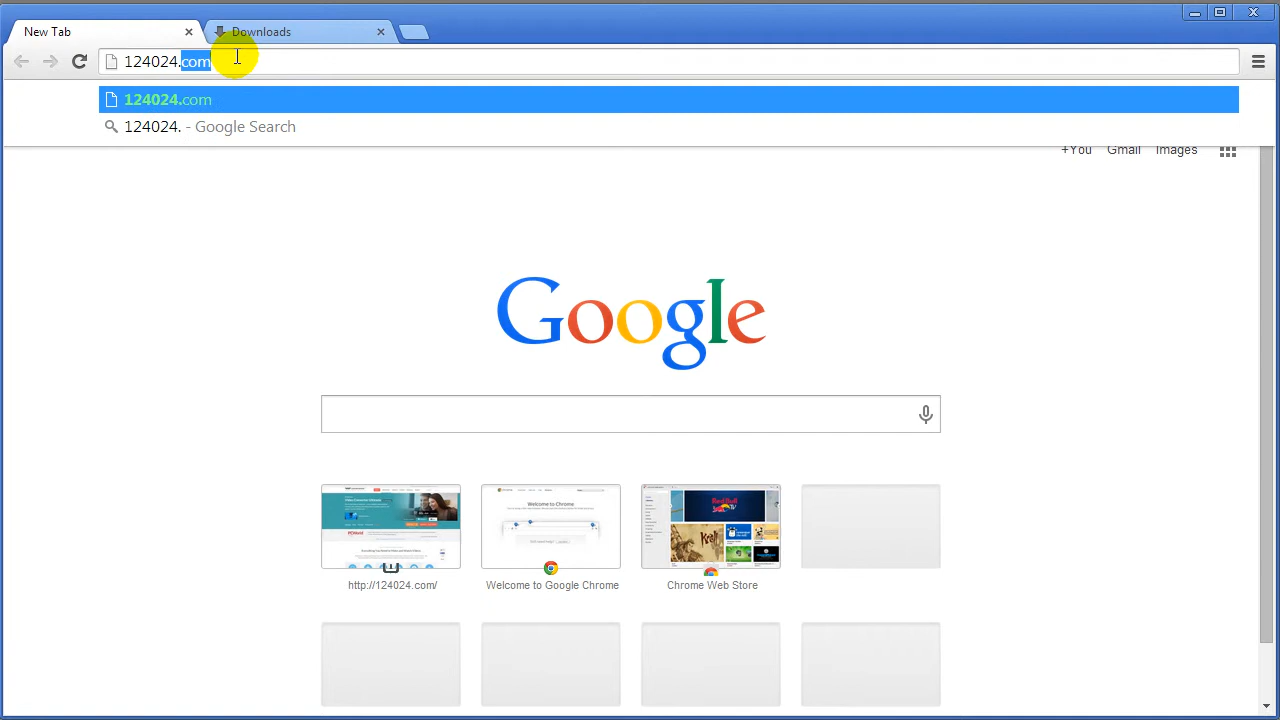 New Tab
Downloads
124024.com
124024.com
124024. - Google Search
+You Gmail Images
Google
http://124024.com/
Welcome to Google Chrome
Chrome Web Store